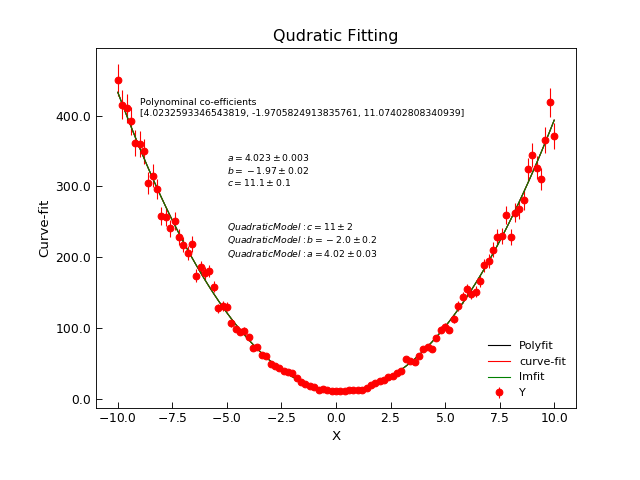 Qudratic Fitting
Polynominal co-efficients
[4.0232593346543819, -1.9705824913835761, 11.07402808340939]
a = 4.023 ± 0.003
b = −1.97 ± 0.02
c = 11.1 ± 0.1
QuadraticModel : c = 11 ± 2
QuadraticModel : b = −2.0 ± 0.2
QuadraticModel : a = 4.02 ± 0.03
Curve-fit
400.0
300.0
200.0
100.0
0.0
Polyfit
curve-fit
lmfit
Y
−10.0 −7.5 −5.0 −2.5 0.0 2.5 5.0 7.5 10.0
X